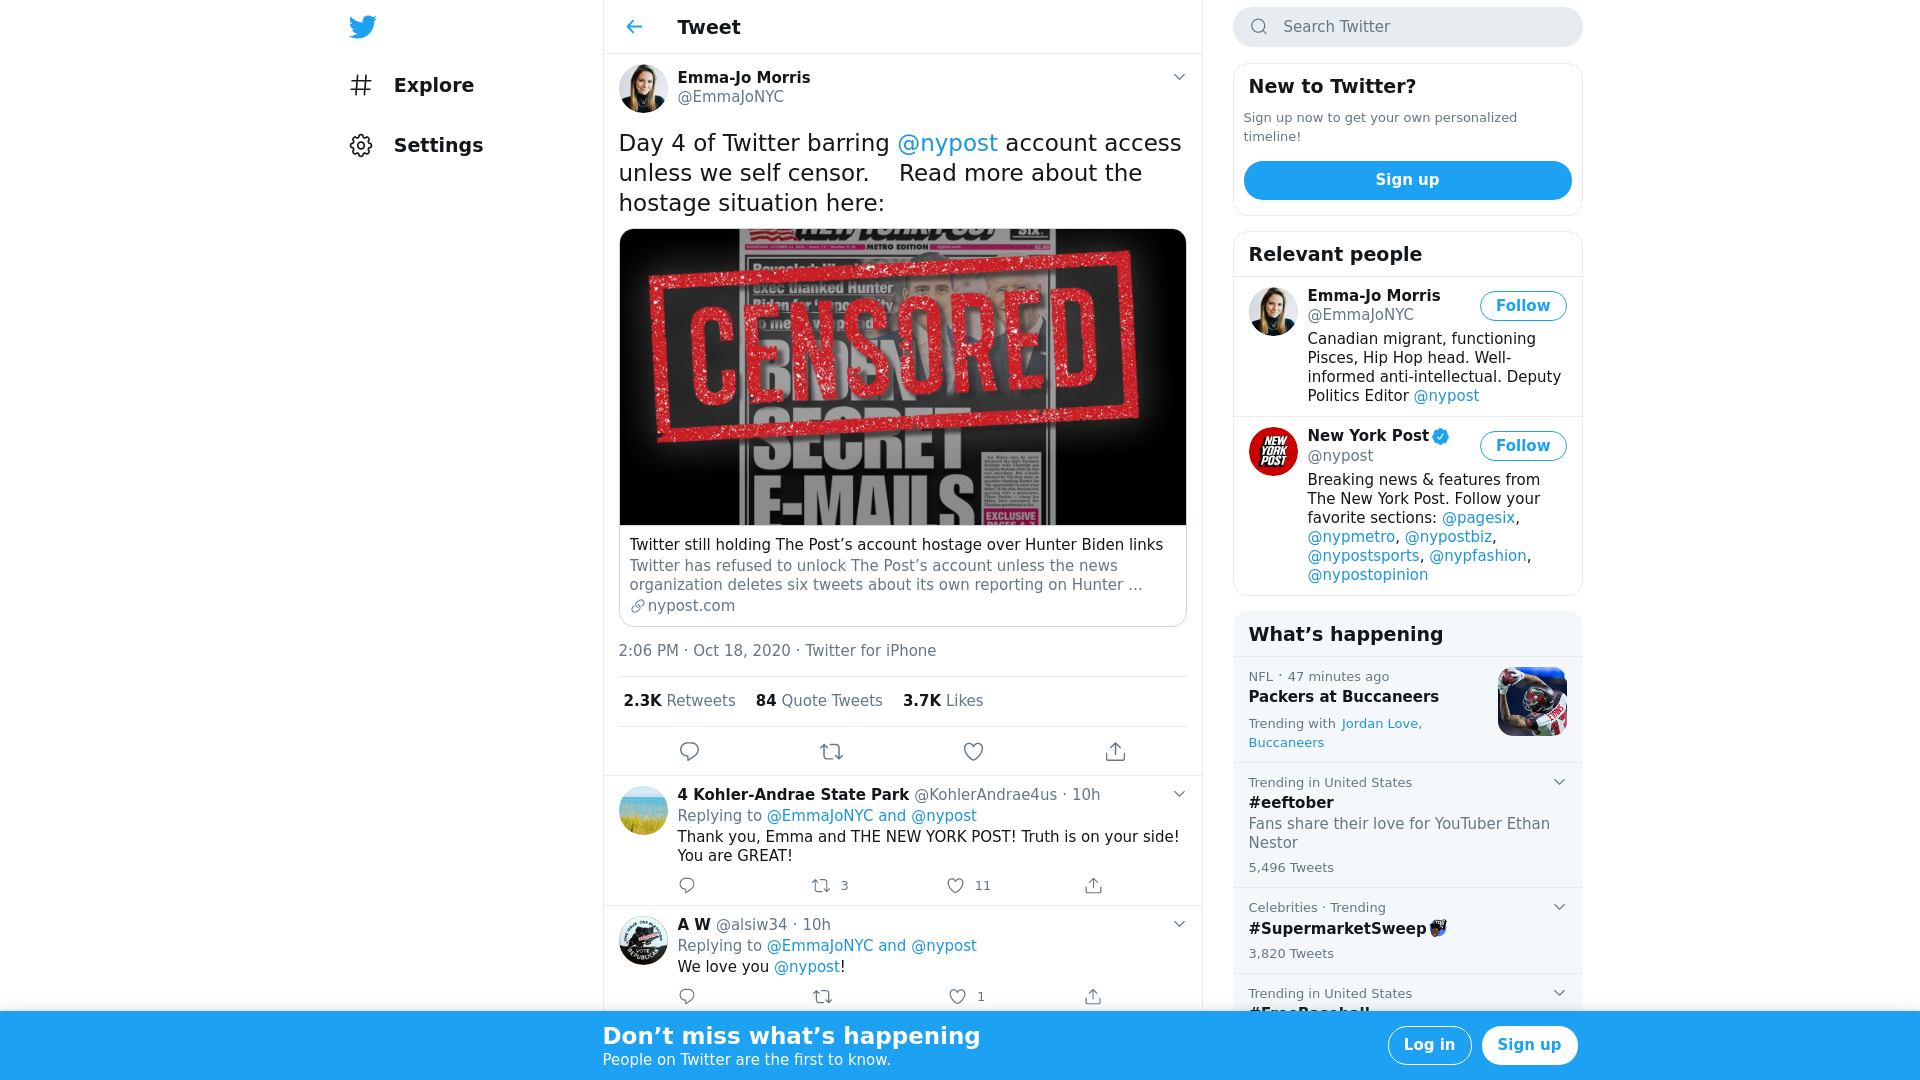 Explore
Settings
Tweet
Emma-Jo Morris
@EmmaJoNYC
Day 4 of Twitter barring @nypost account access
unless we self censor. Read more about the
hostage situation here:
METRO EDITION
exec thanked Hunter
CENSORED
SECRET
E-MAILS
EXCLUSIVE
Twitter still holding The Post’s account hostage over Hunter Biden links
Twitter has refused to unlock The Post’s account unless the news
organization deletes six tweets about its own reporting on Hunter …
nypost.com
2:06 PM · Oct 18, 2020 · Twitter for iPhone
2.3K Retweets 84 Quote Tweets 3.7K Likes
4 Kohler-Andrae State Park @KohlerAndrae4us · 10h
Replying to @EmmaJoNYC and @nypost
Thank you, Emma and THE NEW YORK POST! Truth is on your side!
You are GREAT!
3 11
A W @alsiw34 · 10h
Replying to @EmmaJoNYC and @nypost
We love you @nypost!
1
Search Twitter
New to Twitter?
Sign up now to get your own personalized
timeline!
Sign up
Relevant people
Emma-Jo Morris
@EmmaJoNYC
Follow
Canadian migrant, functioning
Pisces, Hip Hop head. Well-
informed anti-intellectual. Deputy
Politics Editor @nypost
NEW
YORK
POST
New York Post
@nypost
Follow
Breaking news & features from
The New York Post. Follow your
favorite sections: @pagesix,
@nypmetro, @nypostbiz,
@nypostsports, @nypfashion,
@nypostopinion
What’s happening
NFL · 47 minutes ago
Packers at Buccaneers
Trending with Jordan Love,
Buccaneers
Trending in United States
#eeftober
Fans share their love for YouTuber Ethan
Nestor
5,496 Tweets
Celebrities · Trending
#SupermarketSweep
3,820 Tweets
Trending in United States
Don’t miss what’s happening
People on Twitter are the first to know.
Log in
Sign up